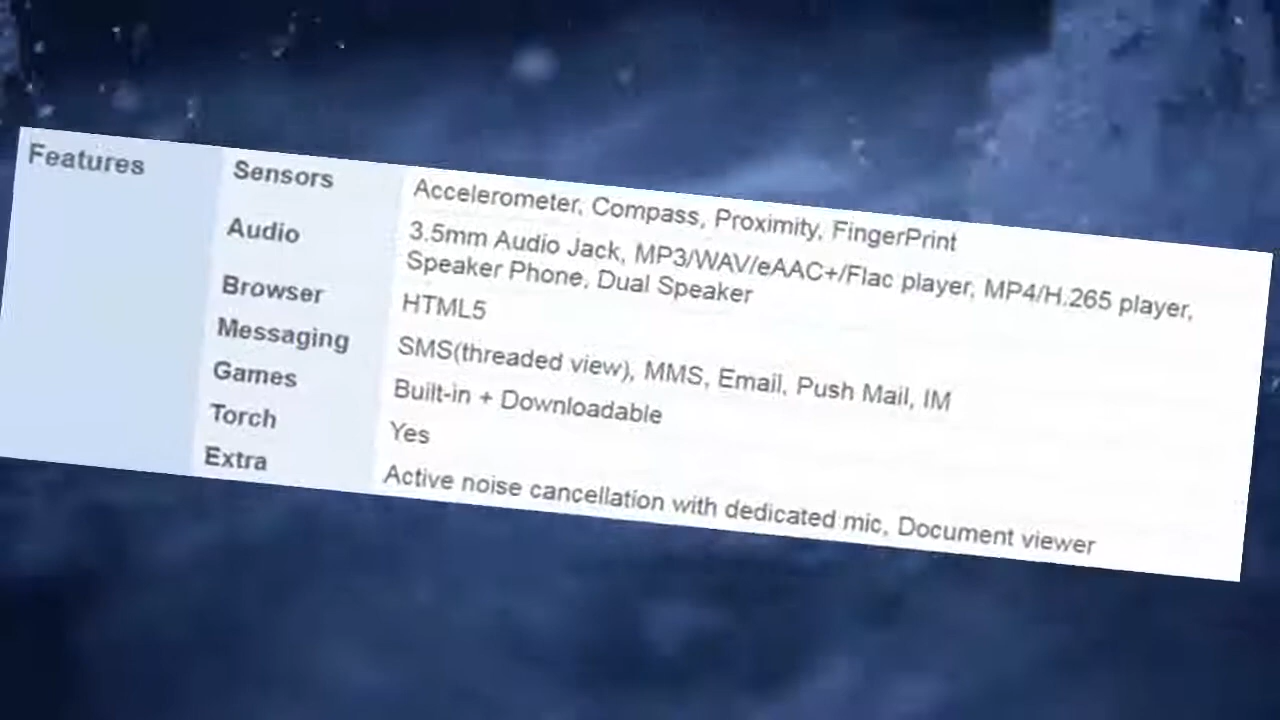 Features
Sensors Accelerometer, Compass, Proximity, FingerPrint
Audio 3.5mm Audio Jack, MP3/WAV/eAAC+/Flac player, MP4/H.265 player,
Speaker Phone, Dual Speaker
Browser HTML5
Messaging SMS(threaded view), MMS, Email, Push Mail, IM
Games Built-in + Downloadable
Torch Yes
Extra Active noise cancellation with dedicated mic, Document viewer